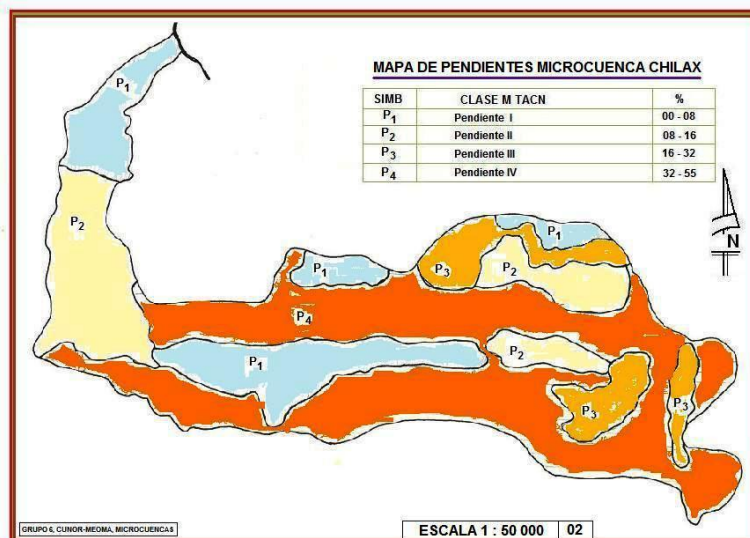 MAPA DE PENDIENTES MICROCUENCA CHILAX
SIMB CLASE M TACN %
P1 Pendiente I 00 - 08
P2 Pendiente II 08 - 16
P3 Pendiente III 16 - 32
P4 Pendiente IV 32 - 55
P1
P2
P1
P3
P2
P1
N
P4
P1
P2
P3
P3
GRUPO 6, CUNOR-MEOMA, MICROCUENCAS
ESCALA 1 : 50 000 02